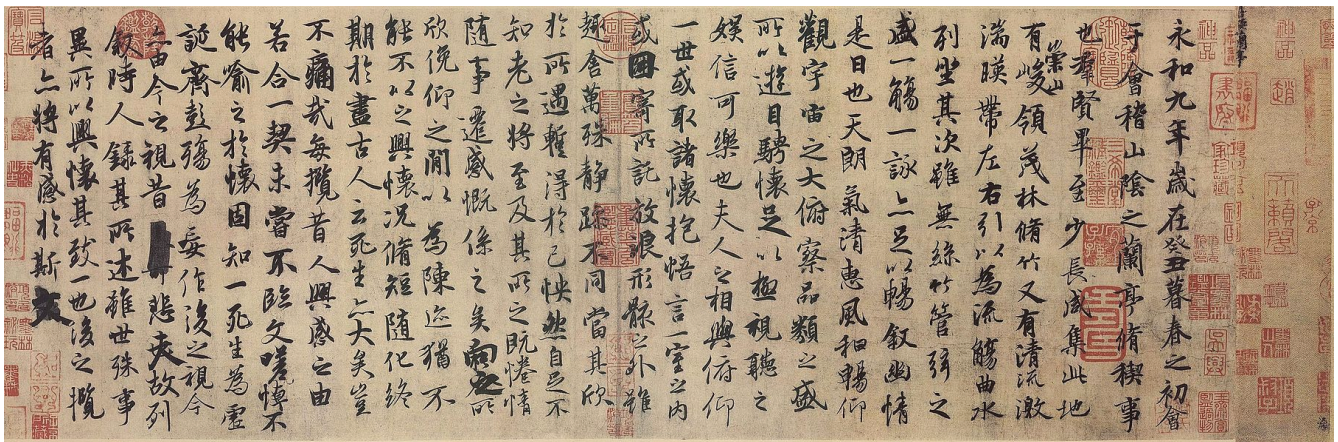 永和九年歲在癸丑暮春之初會
于會稽山陰之蘭亭脩稧事
也羣賢畢至少長咸集此地
有崇山峻領茂林脩竹又有清流激
湍暎帶左右引以為流觴曲水
列坐其次雖無絲竹管弦之
盛一觴一詠亦足以暢敘幽情
是日也天朗氣清惠風和暢仰
觀宇宙之大俯察品類之盛
所以遊目騁懷足以極視聽之
娛信可樂也夫人之相與俯仰
一世或取諸懷抱悟言一室之內
或因寄所託放浪形骸之外雖
趣舍萬殊靜躁不同當其欣
於所遇暫得於己怏然自足不
知老之將至及其所之既惓情
隨事遷感慨係之矣向之所
欣俛仰之閒以為陳迹猶不
能不以之興懷況脩短隨化終
期於盡古人云死生亦大矣豈
不痛哉每攬昔人興感之由
若合一契未嘗不臨文嗟悼不
能喻之於懷固知一死生為虛
誕齊彭殤為妄作後之視今
亦由今之視昔悲夫故列
敘時人錄其所述雖世殊事
異所以興懷其致一也後之攬
者亦將有感於斯文